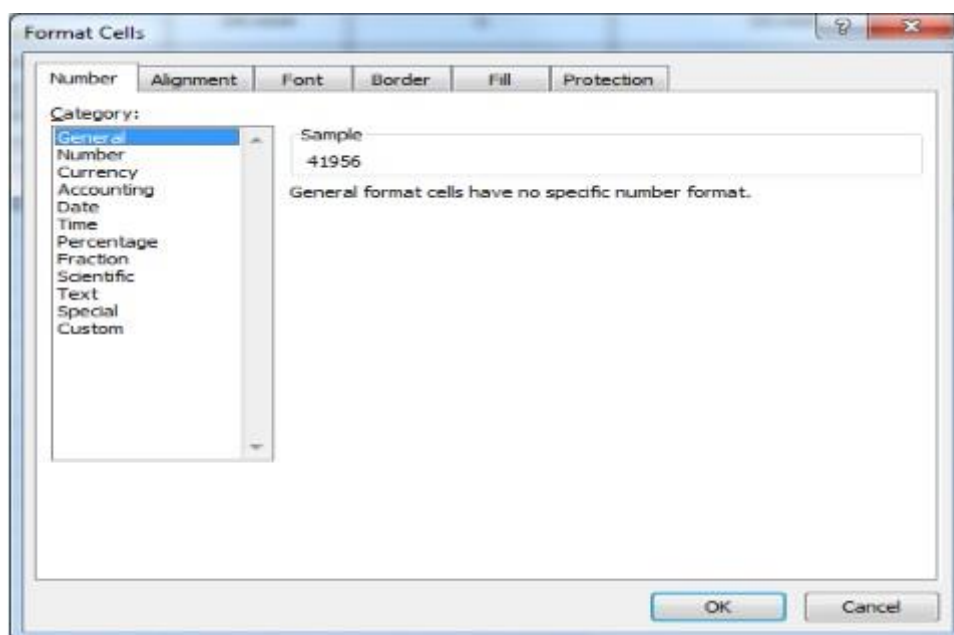 Format Cells
Number Alignment Font Border Fill Protection
Category:
General
Number
Currency
Accounting
Date
Time
Percentage
Fraction
Scientific
Text
Special
Custom
Sample
41956
General format cells have no specific number format.
OK Cancel